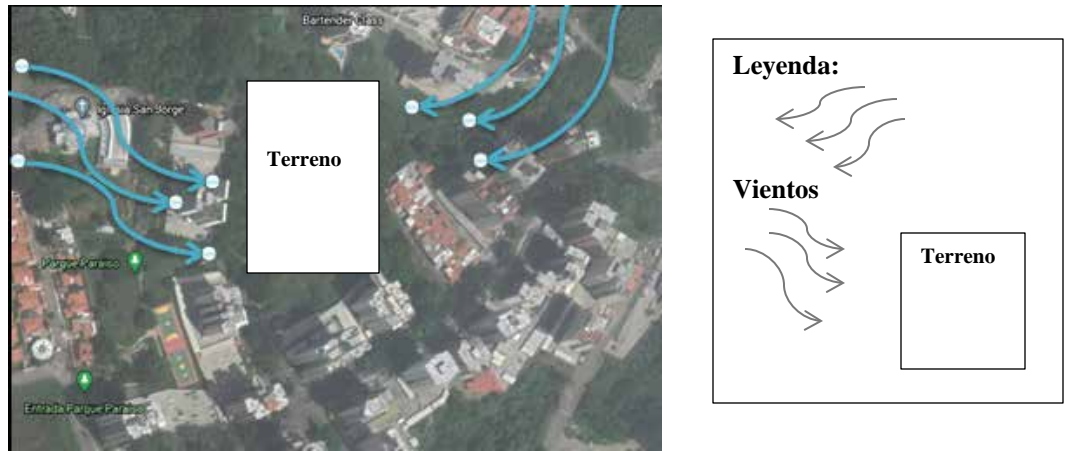 Bartender Class
Iglesia San Jorge
Terreno
Parque Paraíso
Entrada Parque Paraíso
Leyenda:
Vientos
Terreno